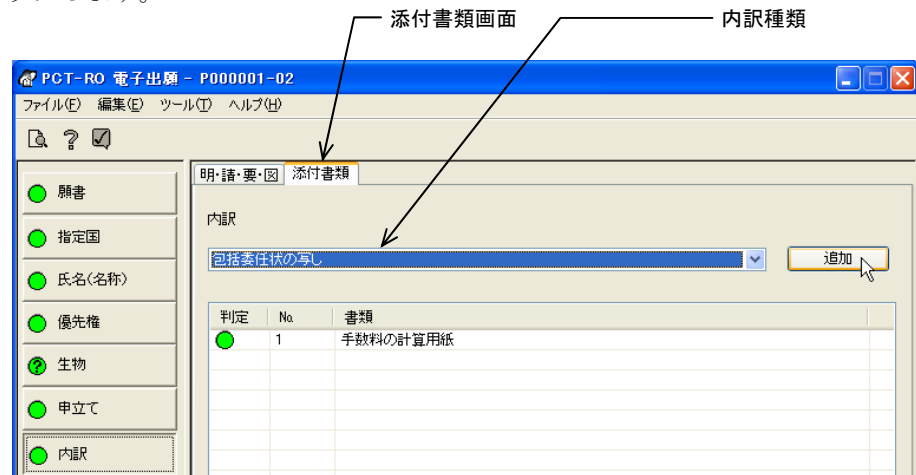 添付書類画面 内訳種類
PCT-RO 電子出願 - P000001-02
ファイル(F) 編集(E) ツール(T) ヘルプ(H)
明・請・要・図 添付書類
願書
指定国
氏名(名称)
優先権
生物
申立て
内訳
内訳
包括委任状の写し 追加
判定 No. 書類
1 手数料の計算用紙